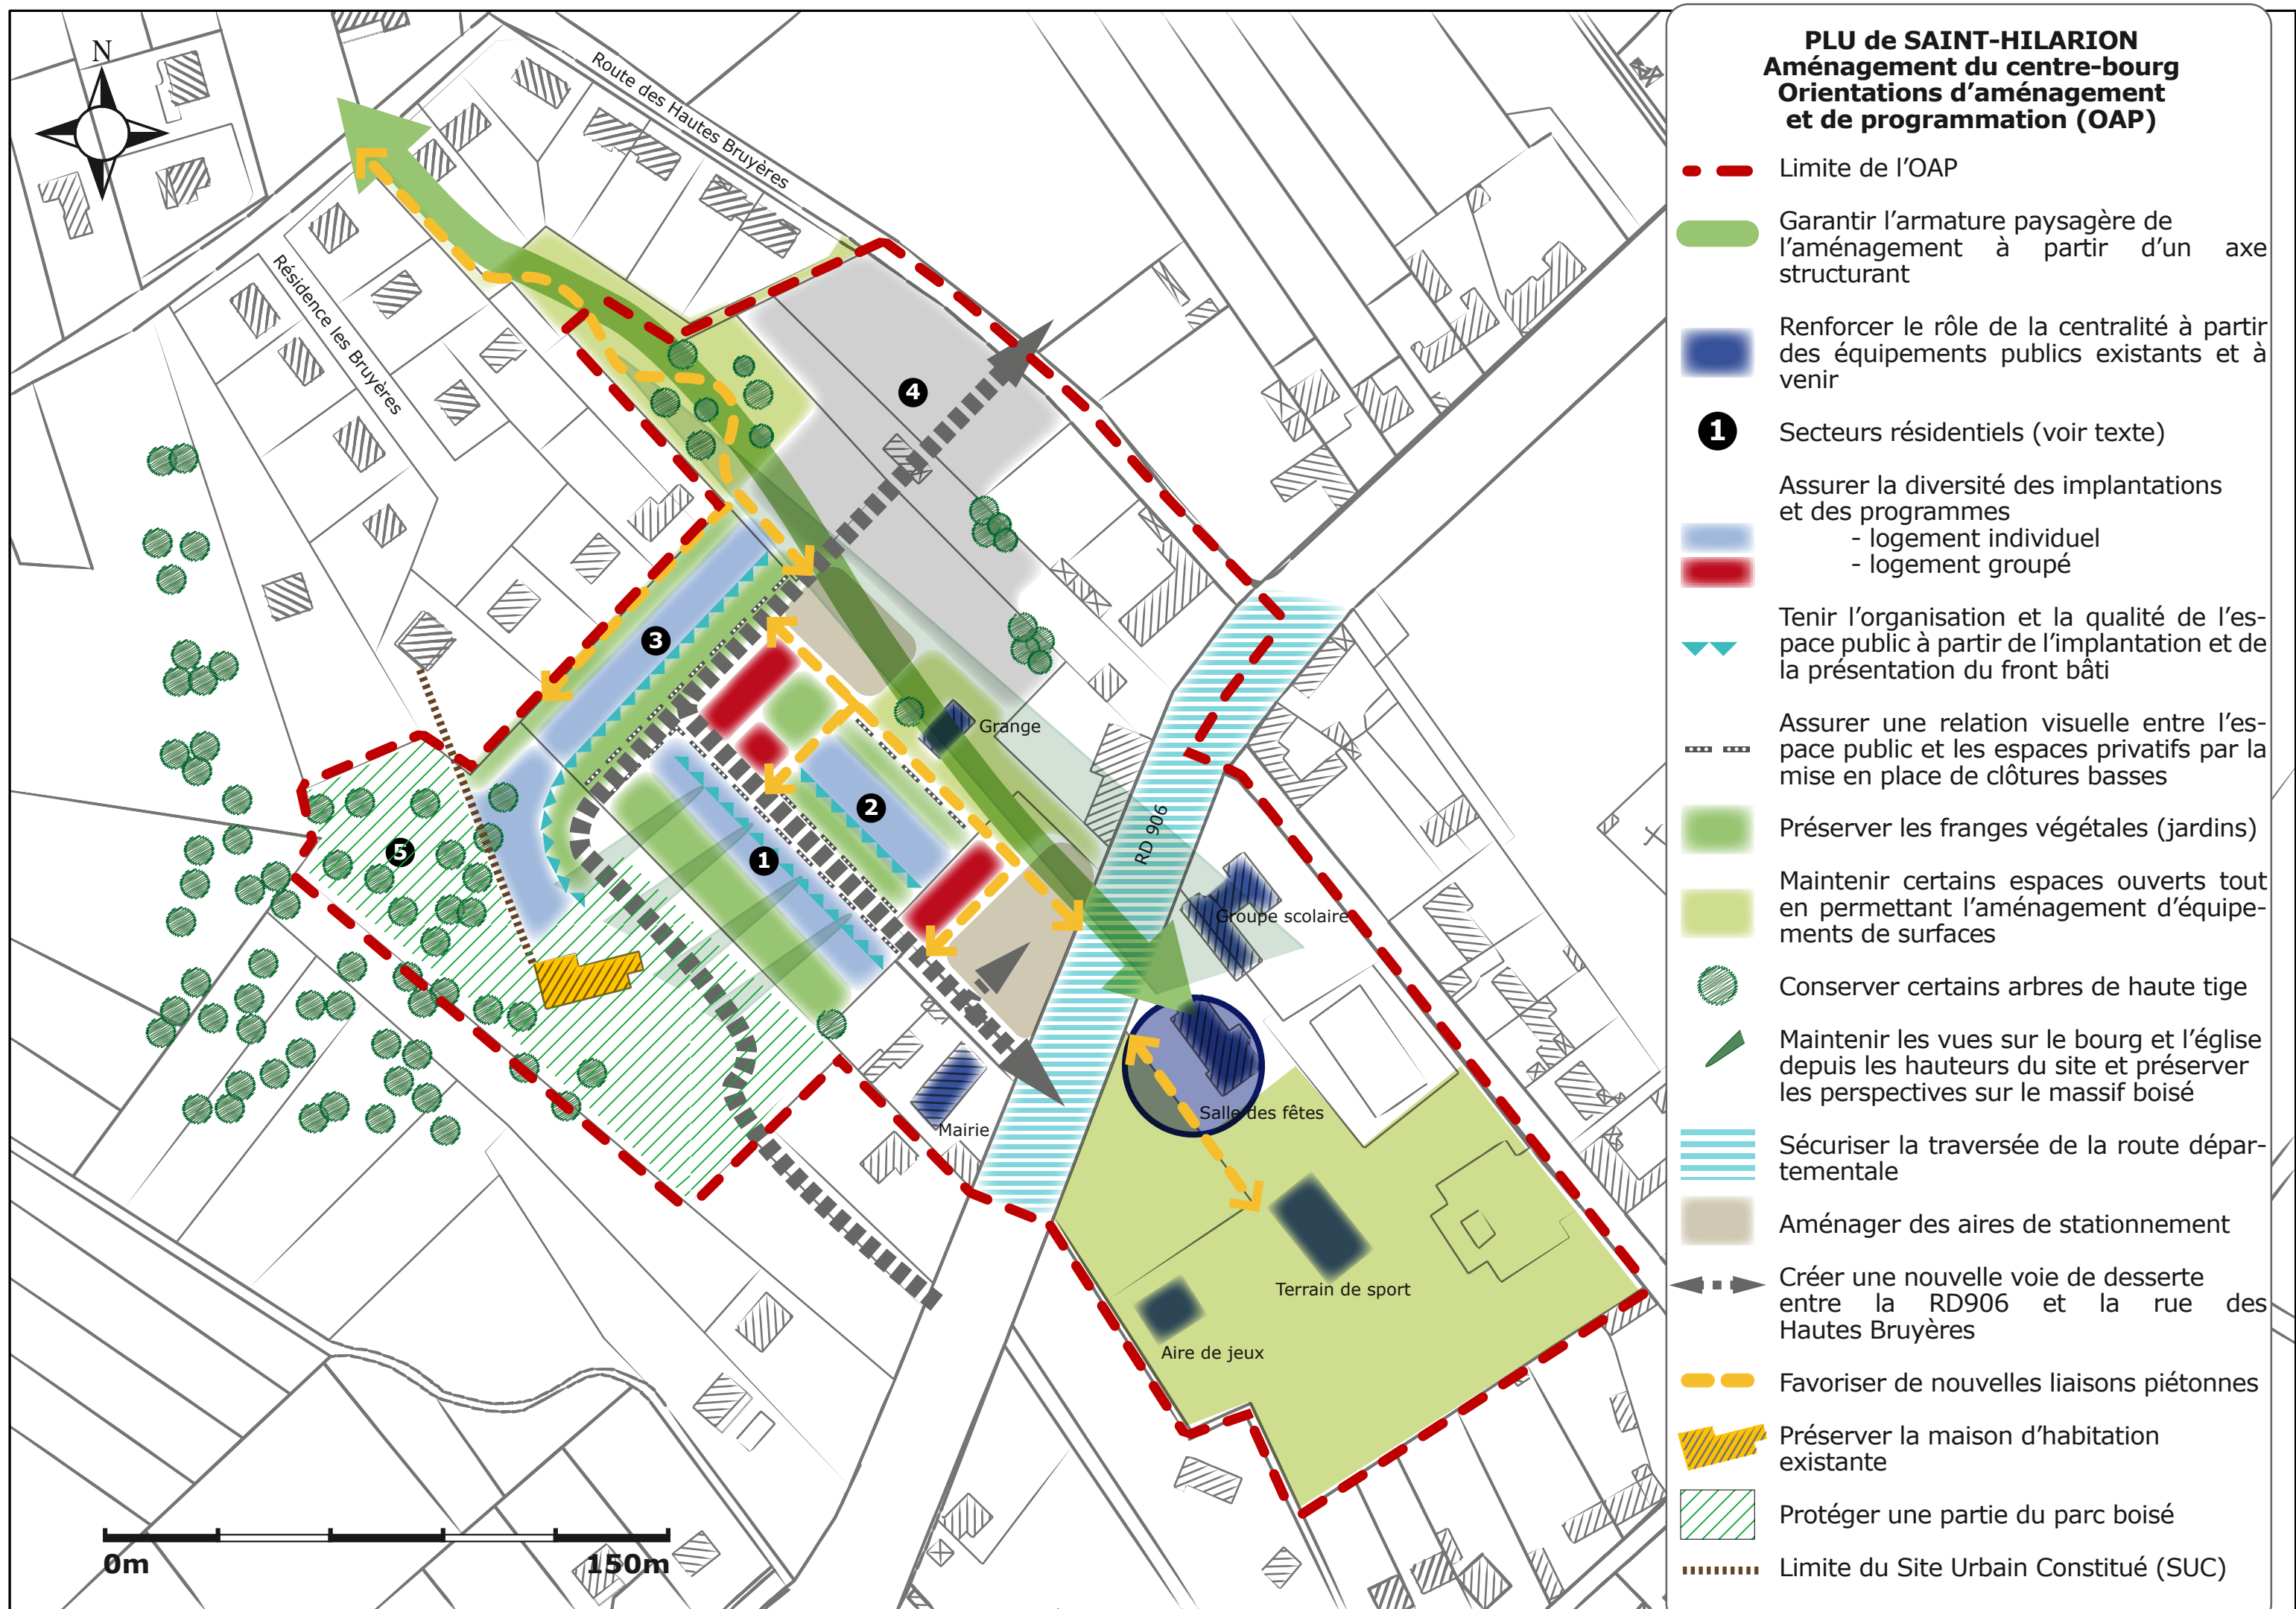 N
Route des Hautes Bruyères
Résidence les Bruyères
4
3
Grange
2
1
5
RD 906
Groupe scolaire
Salle des fêtes
Mairie
Terrain de sport
Aire de jeux
0m
150m
PLU de SAINT-HILARION
Aménagement du centre-bourg
Orientations d'aménagement
et de programmation (OAP)
Limite de l'OAP
Garantir l'armature paysagère de
l'aménagement à partir d'un axe
structurant
Renforcer le rôle de la centralité à partir
des équipements publics existants et à
venir
1 Secteurs résidentiels (voir texte)
Assurer la diversité des implantations
et des programmes
- logement individuel
- logement groupé
Tenir l'organisation et la qualité de l'es-
pace public à partir de l'implantation et de
la présentation du front bâti
Assurer une relation visuelle entre l'es-
pace public et les espaces privatifs par la
mise en place de clôtures basses
Préserver les franges végétales (jardins)
Maintenir certains espaces ouverts tout
en permettant l'aménagement d'équipe-
ments de surfaces
Conserver certains arbres de haute tige
Maintenir les vues sur le bourg et l'église
depuis les hauteurs du site et préserver
les perspectives sur le massif boisé
Sécuriser la traversée de la route dépar-
tementale
Aménager des aires de stationnement
Créer une nouvelle voie de desserte
entre la RD906 et la rue des
Hautes Bruyères
Favoriser de nouvelles liaisons piétonnes
Préserver la maison d'habitation
existante
Protéger une partie du parc boisé
Limite du Site Urbain Constitué (SUC)